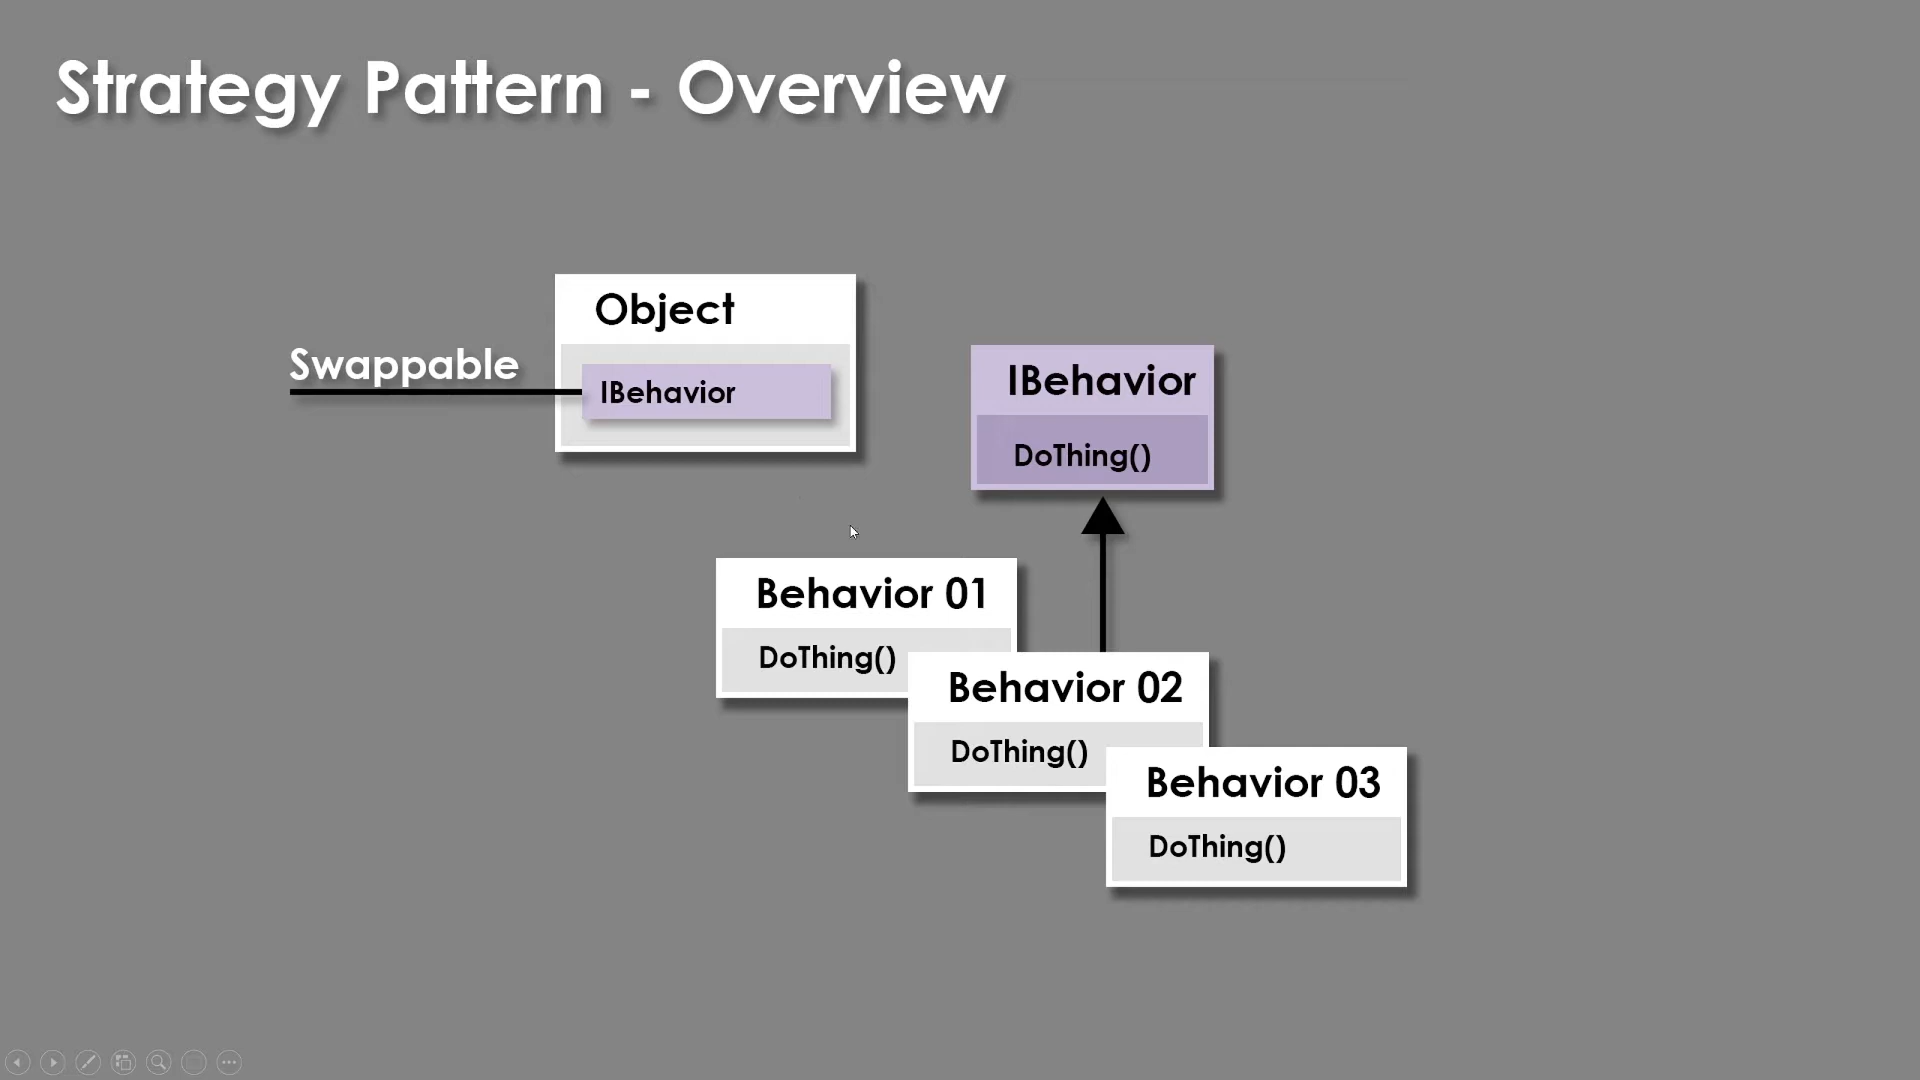 Strategy Pattern - Overview
Object
Swappable
IBehavior
IBehavior
DoThing()
Behavior 01
DoThing()
Behavior 02
DoThing()
Behavior 03
DoThing()